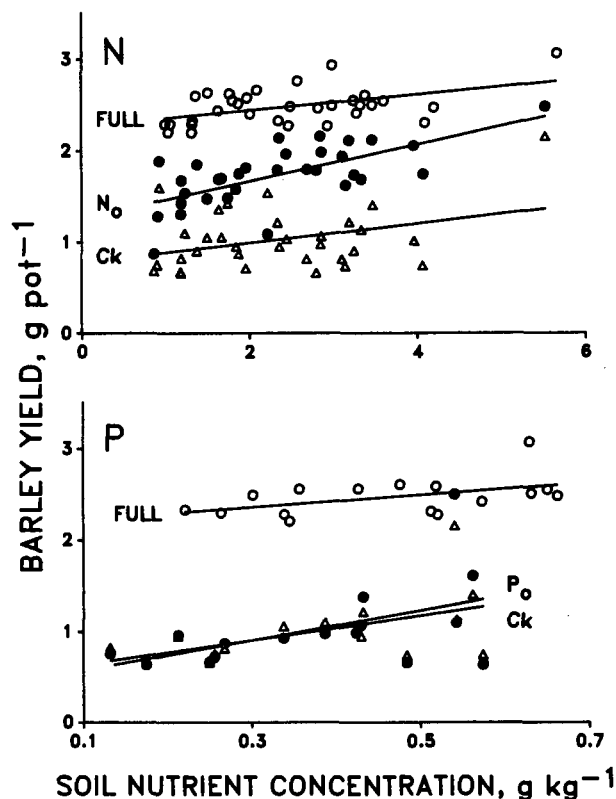 N
3
FULL
2
N₀
1
Ck
0
0
2
4
6
BARLEY YIELD, g pot⁻¹
P
3
FULL
2
P₀
1
Ck
0
0.1
0.3
0.5
0.7
SOIL NUTRIENT CONCENTRATION, g kg⁻¹